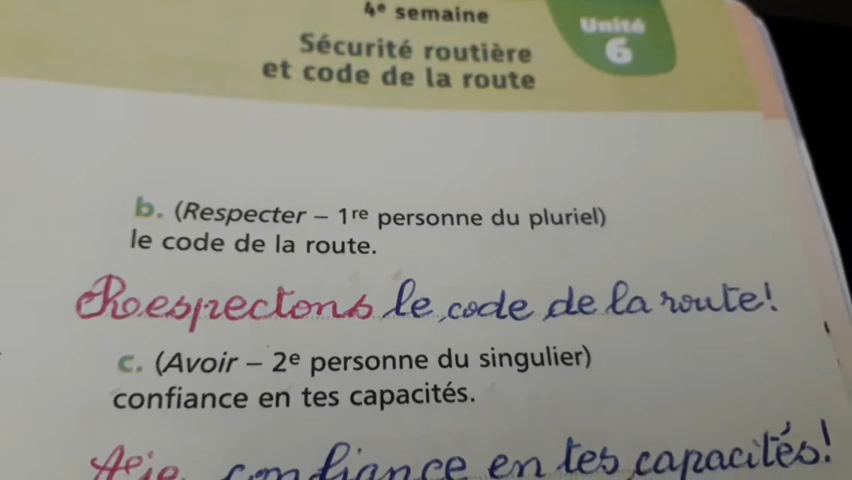 4e semaine
Unité
6
Sécurité routière
et code de la route
b. (Respecter – 1re personne du pluriel)
le code de la route.
Respectons le code de la route!
c. (Avoir – 2e personne du singulier)
confiance en tes capacités.
Aie confiance en tes capacités!